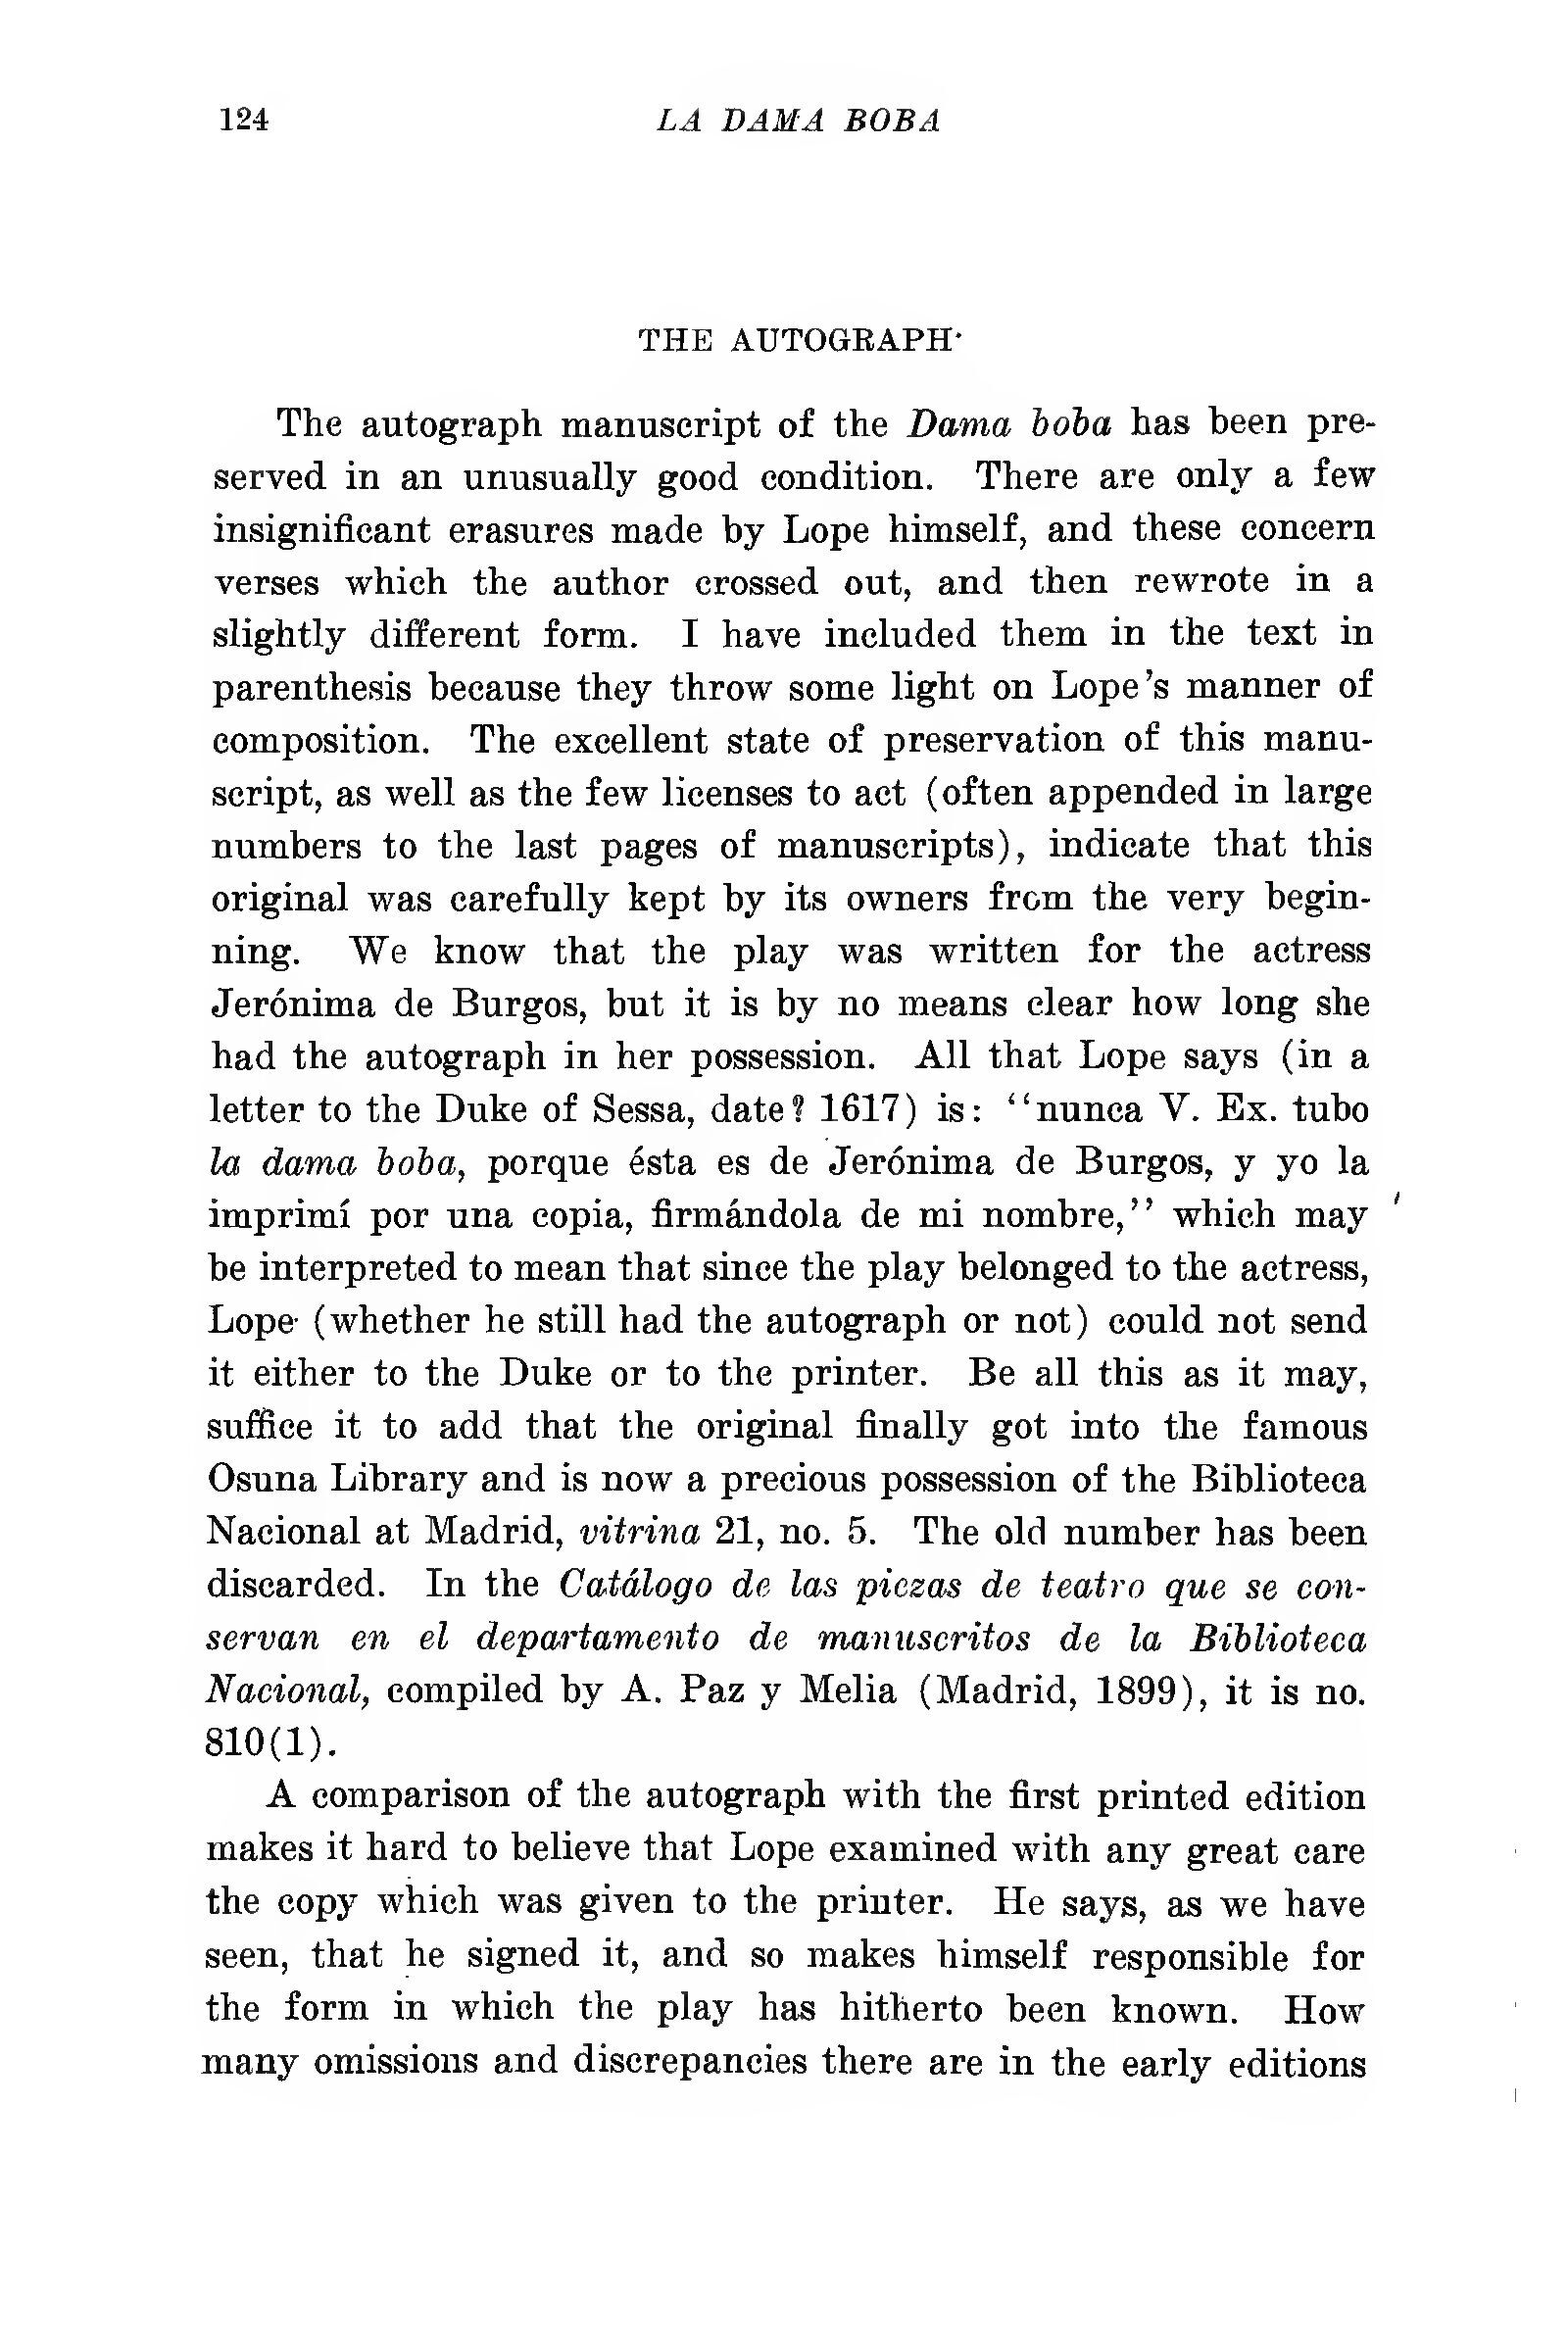 124 LA DAMA BOBA
THE AUTOGRAPH
The autograph manuscript of the Dama boba has been pre-
served in an unusually good condition. There are only a few
insignificant erasures made by Lope himself, and these concern
verses which the author crossed out, and then rewrote in a
slightly different form. I have included them in the text in
parenthesis because they throw some light on Lope's manner of
composition. The excellent state of preservation of this manu-
script, as well as the few licenses to act (often appended in large
numbers to the last pages of manuscripts), indicate that this
original was carefully kept by its owners from the very begin-
ning. We know that the play was written for the actress
Jerónima de Burgos, but it is by no means clear how long she
had the autograph in her possession. All that Lope says (in a
letter to the Duke of Sessa, date? 1617) is: "nunca V. Ex. tubo
la dama boba, porque ésta es de Jerónima de Burgos, y yo la
imprimí por una copia, firmándola de mi nombre," which may
be interpreted to mean that since the play belonged to the actress,
Lope (whether he still had the autograph or not) could not send
it either to the Duke or to the printer. Be all this as it may,
suffice it to add that the original finally got into the famous
Osuna Library and is now a precious possession of the Biblioteca
Nacional at Madrid, vitrina 21, no. 5. The old number has been
discarded. In the Catálogo de las piezas de teatro que se con-
servan en el departamento de manuscritos de la Biblioteca
Nacional, compiled by A. Paz y Melia (Madrid, 1899), it is no.
810(1).
A comparison of the autograph with the first printed edition
makes it hard to believe that Lope examined with any great care
the copy which was given to the printer. He says, as we have
seen, that he signed it, and so makes himself responsible for
the form in which the play has hitherto been known. How
many omissions and discrepancies there are in the early editions